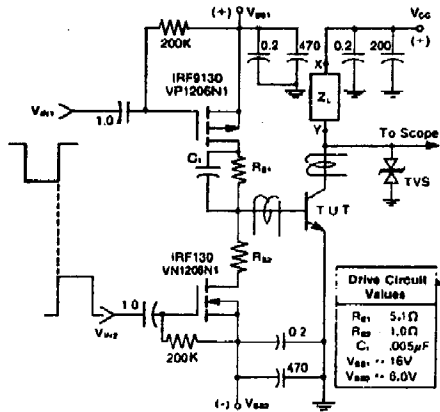 (+) V_BB1
V_CC
(+)
200K
0.2
470
0.2
200
X
IRF9130
VP1206N1
Z_L
V_IN1
1.0
Y
To Scope
C_1
R_B1
TVS
TUT
IRF130
VN1206N1
R_B2
1.0
V_IN2
200K
0.2
470
(-) V_BB2
Drive Circuit
Values
R_B1 5.1Ω
R_B2 1.0Ω
C_1 .005µF
V_BB1 = 16V
V_BB2 = 6.0V